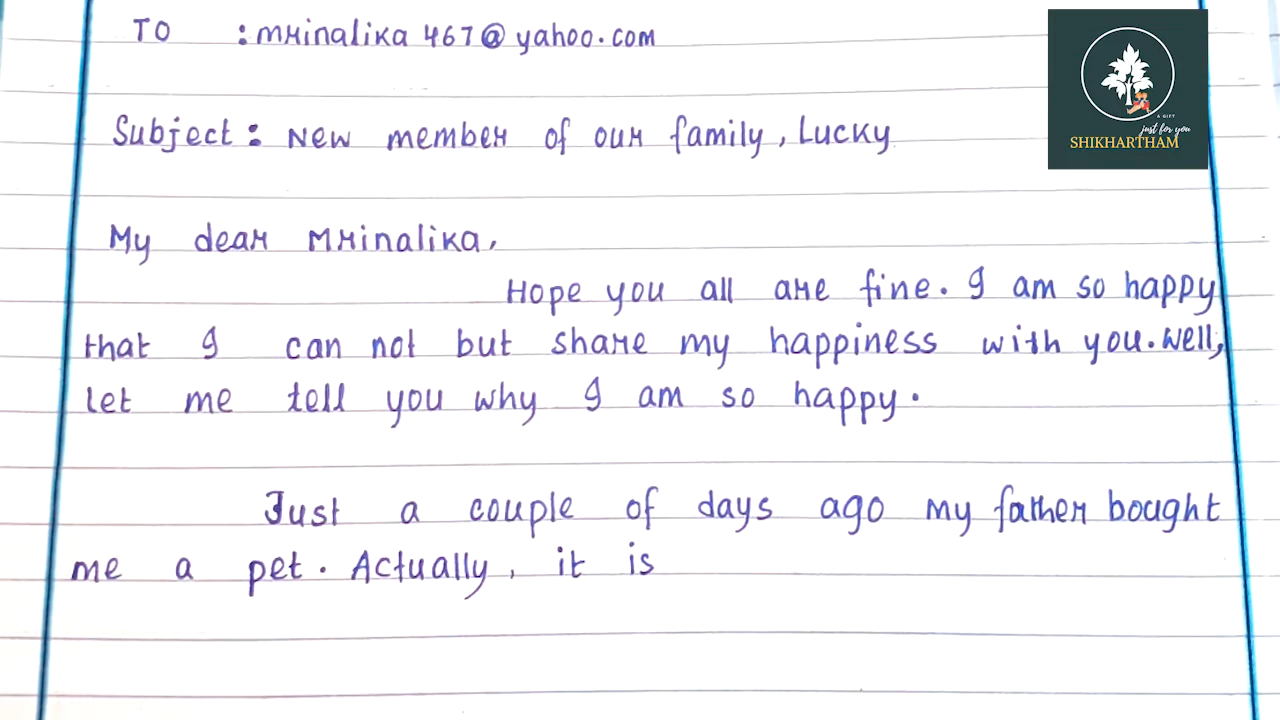 TO : mrinalika 467@yahoo.com
A GIFT
just for you
SHIKHARTHAM
Subject: New member of our family, Lucky
My dear Mrinalika,
Hope you all are fine. I am so happy
that I can not but share my happiness with you. Well,
let me tell you why I am so happy.
Just a couple of days ago my father bought
me a pet. Actually, it is